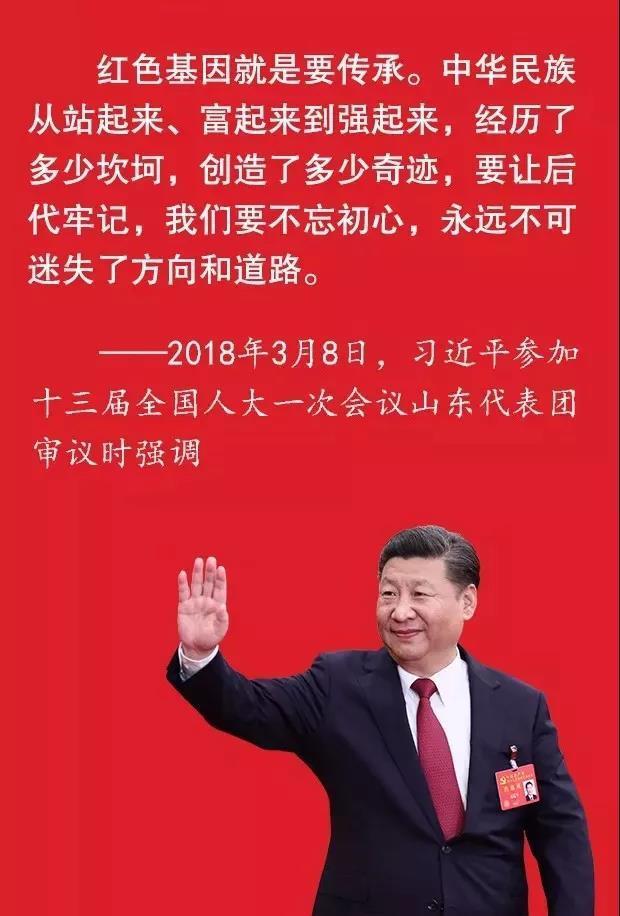 红色基因就是要传承。中华民族
从站起来、富起来到强起来，经历了
多少坎坷，创造了多少奇迹，要让后
代牢记，我们要不忘初心，永远不可
迷失了方向和道路。
——2018年3月8日，习近平参加
十三届全国人大一次会议山东代表团
审议时强调